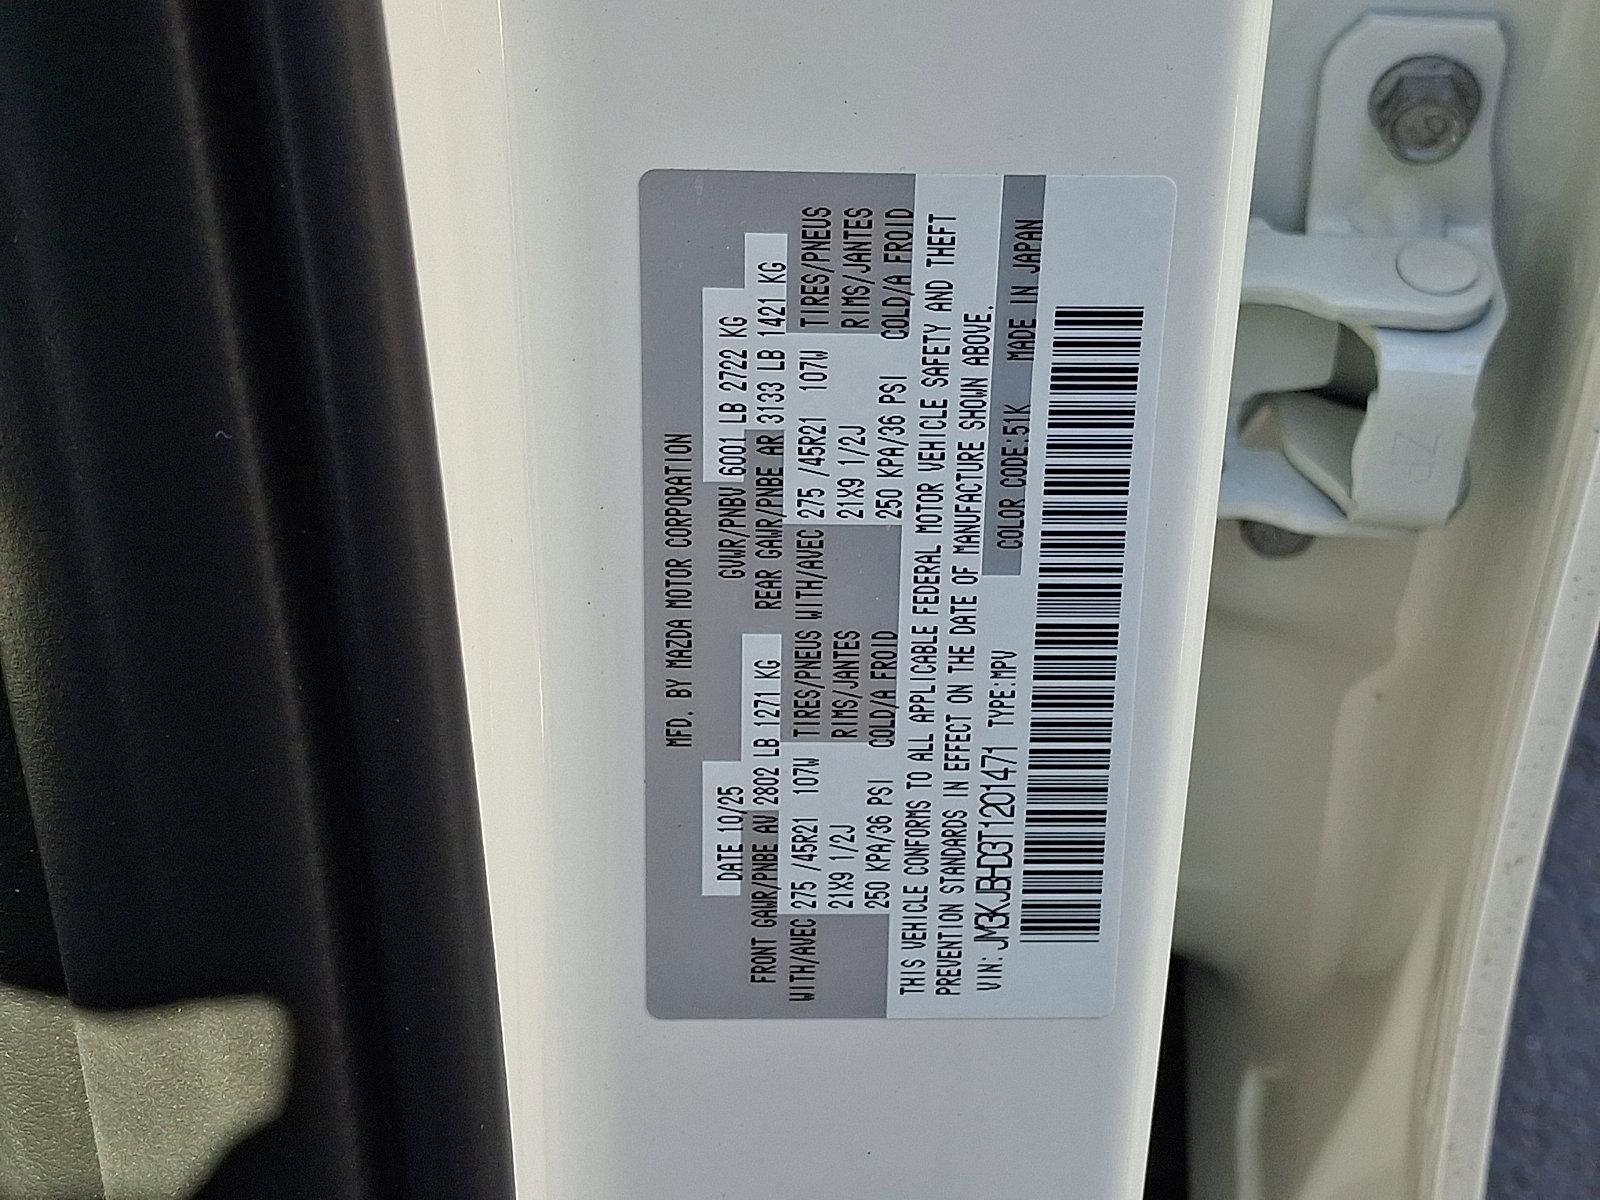 MFD. BY MAZDA MOTOR CORPORATION
DATE 10/25 GVWR/PNBV 6001 LB 2722 KG
FRONT GAWR/PNBE AV 2802 LB 1271 KG REAR GAWR/PNBE AR 3133 LB 1421 KG
WITH/AVEC 275 /45R21 107W TIRES/PNEUS WITH/AVEC 275 /45R21 107W TIRES/PNEUS
21X9 1/2J RIMS/JANTES 21X9 1/2J RIMS/JANTES
250 KPA/36 PSI COLD/A FROID 250 KPA/36 PSI COLD/A FROID
THIS VEHICLE CONFORMS TO ALL APPLICABLE FEDERAL MOTOR VEHICLE SAFETY AND THEFT
PREVENTION STANDARDS IN EFFECT ON THE DATE OF MANUFACTURE SHOWN ABOVE.
VIN: JM3KJBHD3T1201471 TYPE:MPV COLOR CODE:51K MADE IN JAPAN